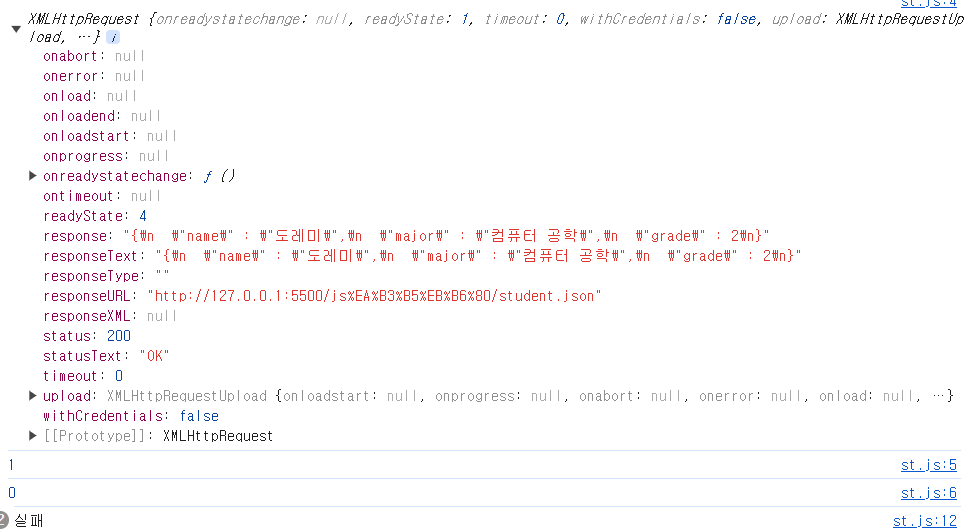 st.js:4
XMLHttpRequest {onreadystatechange: null, readyState: 1, timeout: 0, withCredentials: false, upload: XMLHttpRequestUp
load, …} i
onabort: null
onerror: null
onload: null
onloadend: null
onloadstart: null
onprogress: null
onreadystatechange: ƒ ()
ontimeout: null
readyState: 4
response: "{₩n  ₩"name₩" : ₩"도레미₩",₩n  ₩"major₩" : ₩"컴퓨터 공학₩",₩n  ₩"grade₩" : 2₩n}"
responseText: "{₩n  ₩"name₩" : ₩"도레미₩",₩n  ₩"major₩" : ₩"컴퓨터 공학₩",₩n  ₩"grade₩" : 2₩n}"
responseType: ""
responseURL: "http://127.0.0.1:5500/js%EA%B3%B5%EB%B6%80/student.json"
responseXML: null
status: 200
statusText: "OK"
timeout: 0
upload: XMLHttpRequestUpload {onloadstart: null, onprogress: null, onabort: null, onerror: null, onload: null, …}
withCredentials: false
[[Prototype]]: XMLHttpRequest
1 st.js:5
0 st.js:6
2 실패 st.js:12